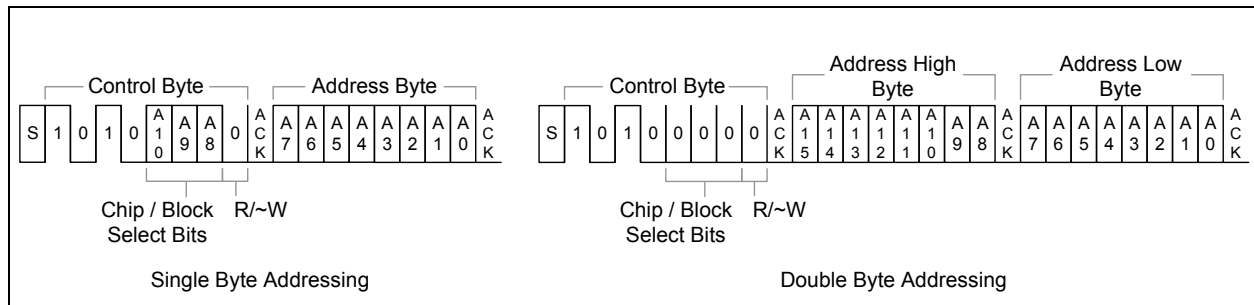 Control Byte
Address Byte
S 1 0 1 0 A10 A9 A8 0 ACK A7 A6 A5 A4 A3 A2 A1 A0 ACK
Chip / Block Select Bits
R/~W
Single Byte Addressing
Control Byte
Address High Byte
Address Low Byte
S 1 0 1 0 0 0 0 0 ACK A15 A14 A13 A12 A11 A10 A9 A8 ACK A7 A6 A5 A4 A3 A2 A1 A0 ACK
Chip / Block Select Bits
R/~W
Double Byte Addressing